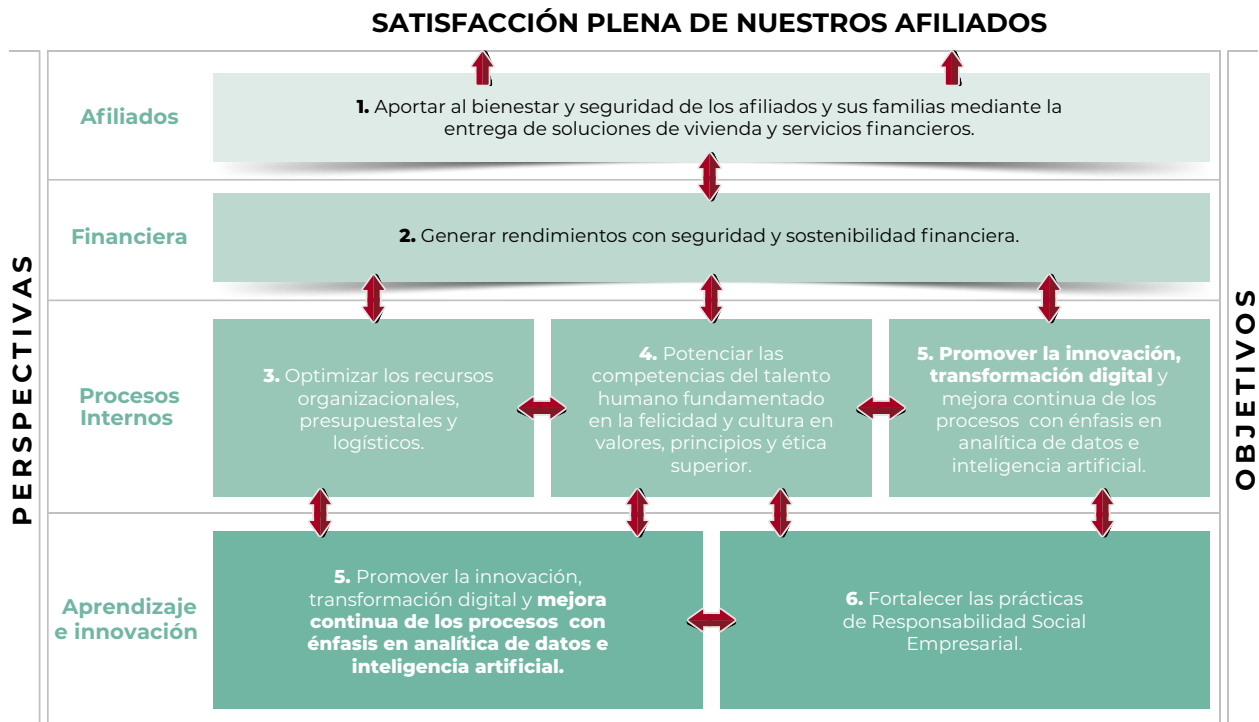 SATISFACCIÓN PLENA DE NUESTROS AFILIADOS
PERSPECTIVAS
OBJETIVOS
Afiliados
1. Aportar al bienestar y seguridad de los afiliados y sus familias mediante la
entrega de soluciones de vivienda y servicios financieros.
Financiera
2. Generar rendimientos con seguridad y sostenibilidad financiera.
Procesos
Internos
3. Optimizar los recursos
organizacionales,
presupuestales y
logísticos.
4. Potenciar las
competencias del talento
humano fundamentado
en la felicidad y cultura en
valores, principios y ética
superior.
5. Promover la innovación,
transformación digital y
mejora continua de los
procesos con énfasis en
analítica de datos e
inteligencia artificial.
Aprendizaje
e innovación
5. Promover la innovación,
transformación digital y mejora
continua de los procesos con
énfasis en analítica de datos e
inteligencia artificial.
6. Fortalecer las prácticas
de Responsabilidad Social
Empresarial.